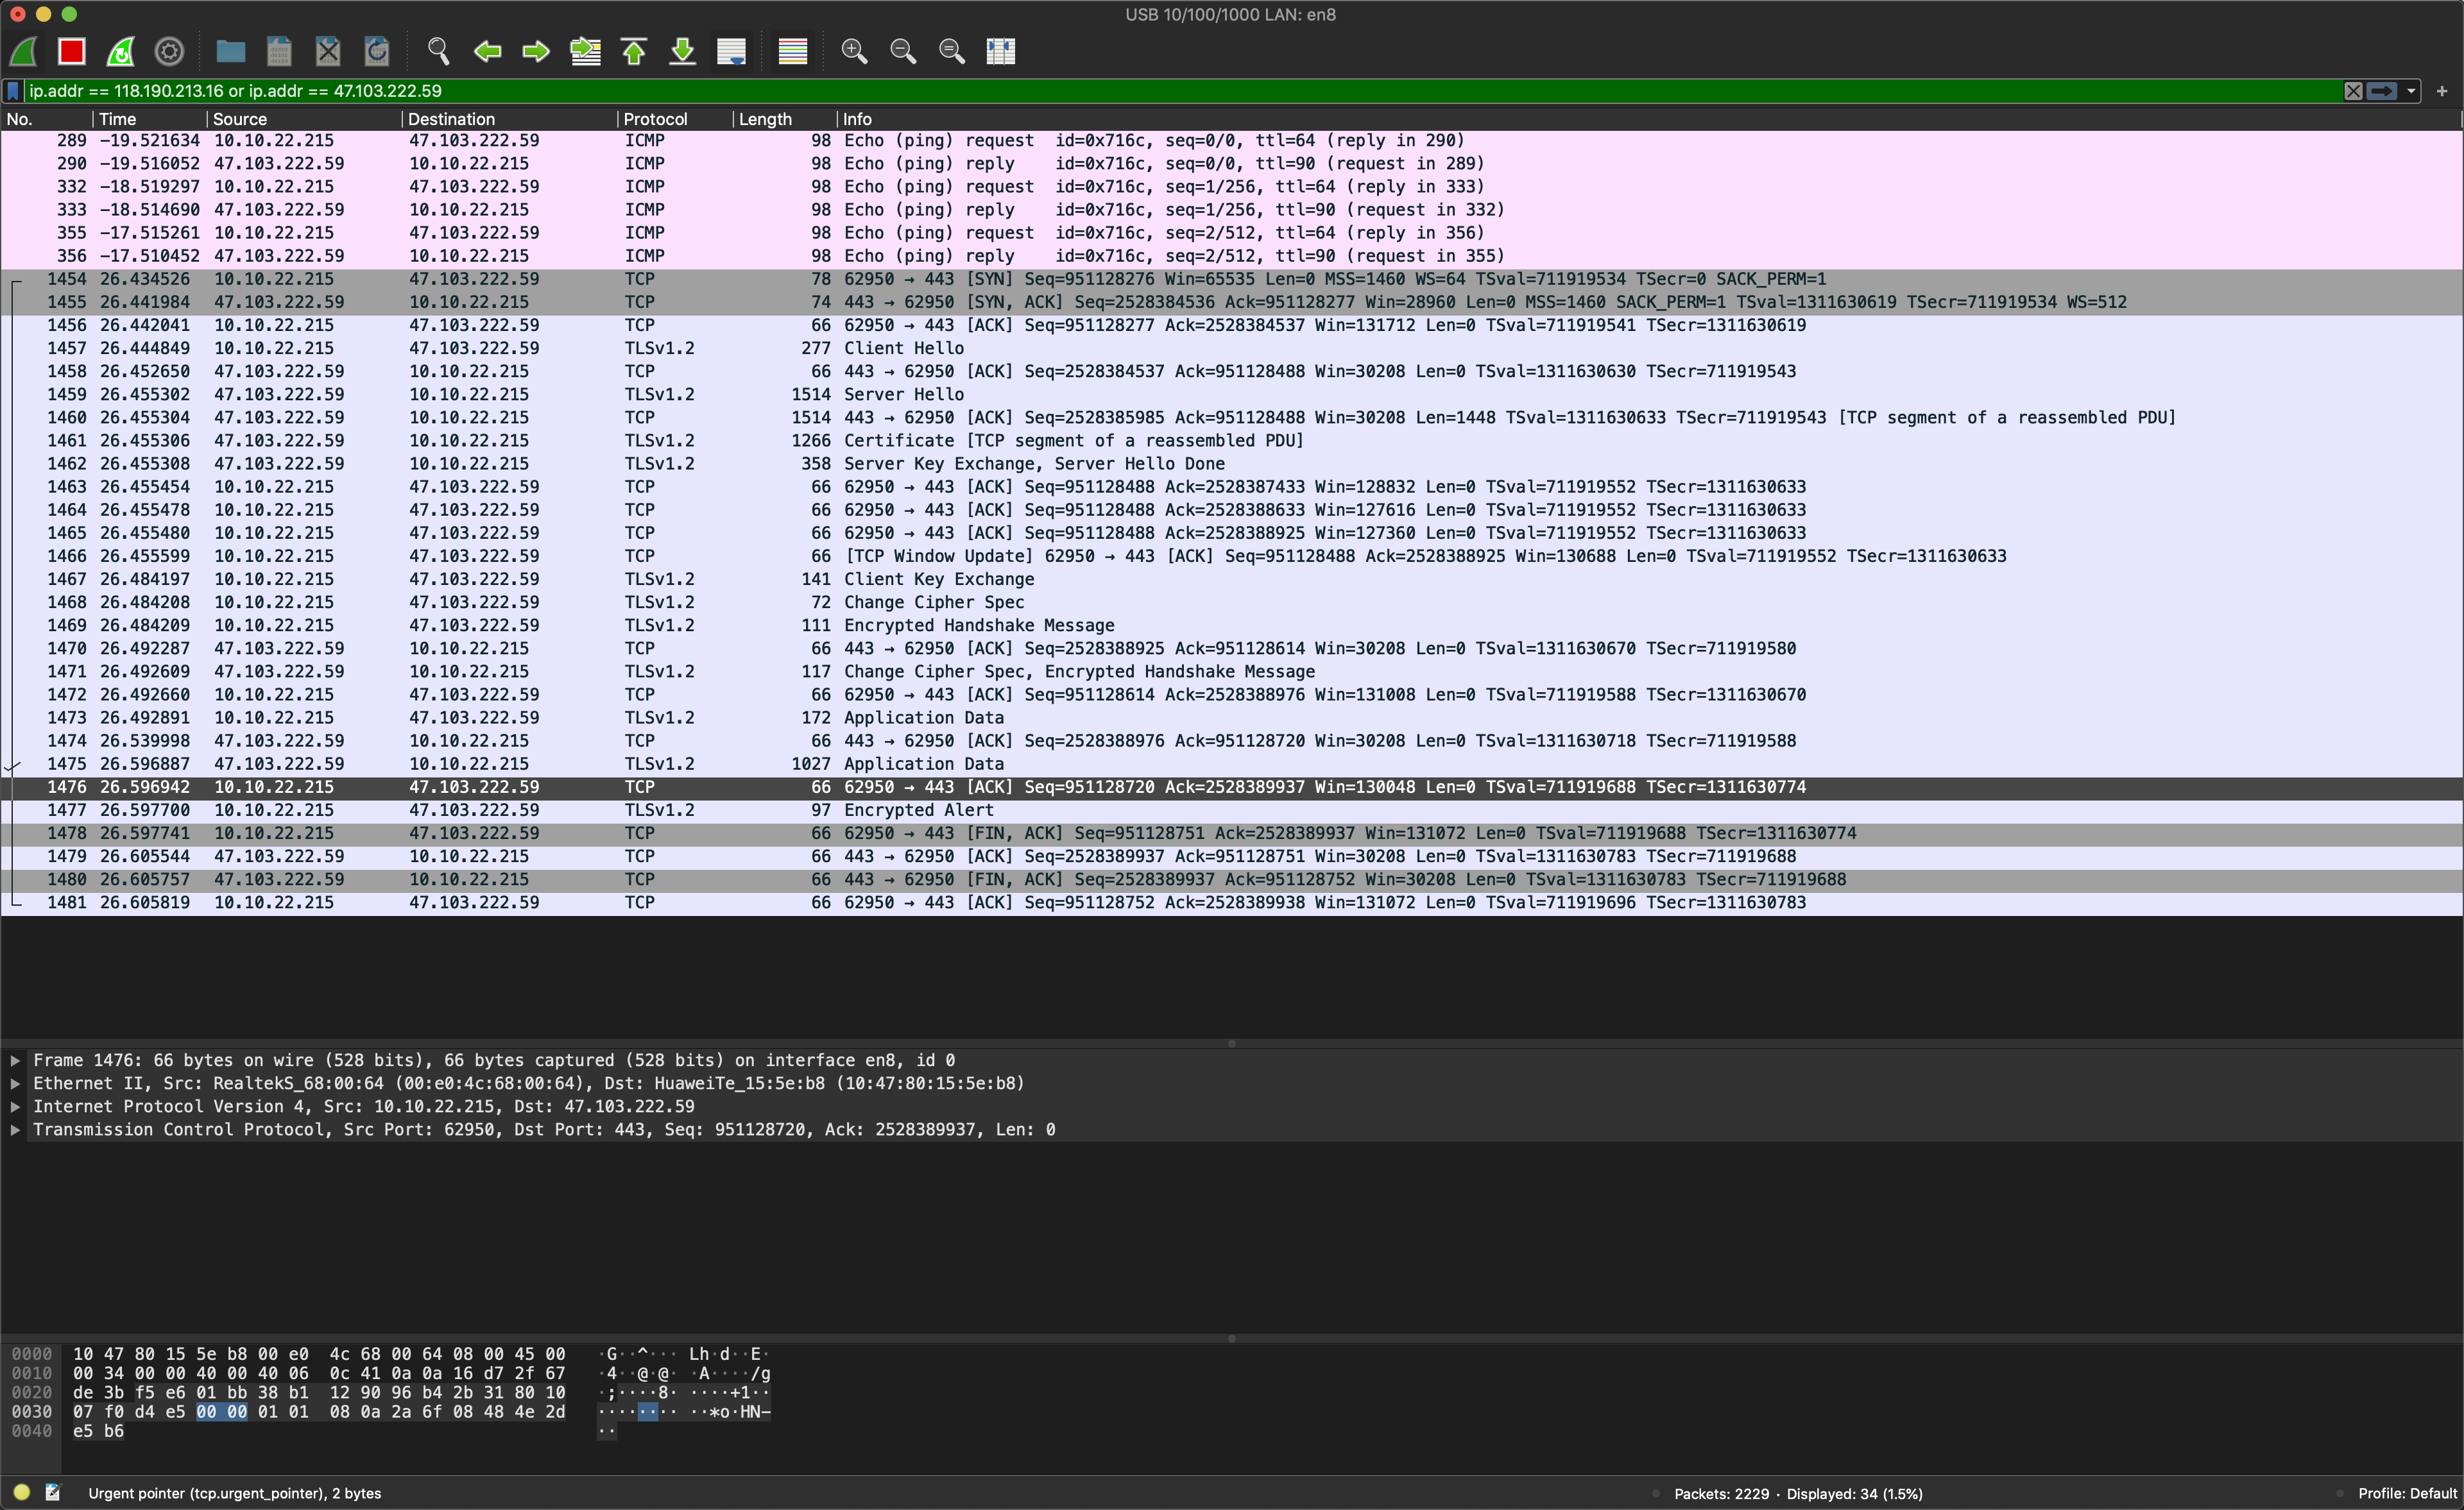 USB 10/100/1000 LAN: en8
ip.addr == 118.190.213.16 or ip.addr == 47.103.222.59
No. Time Source Destination Protocol Length Info
289 −19.521634 10.10.22.215 47.103.222.59 ICMP 98 Echo (ping) request id=0x716c, seq=0/0, ttl=64 (reply in 290)
290 −19.516052 47.103.222.59 10.10.22.215 ICMP 98 Echo (ping) reply id=0x716c, seq=0/0, ttl=90 (request in 289)
332 −18.519297 10.10.22.215 47.103.222.59 ICMP 98 Echo (ping) request id=0x716c, seq=1/256, ttl=64 (reply in 333)
333 −18.514690 47.103.222.59 10.10.22.215 ICMP 98 Echo (ping) reply id=0x716c, seq=1/256, ttl=90 (request in 332)
355 −17.515261 10.10.22.215 47.103.222.59 ICMP 98 Echo (ping) request id=0x716c, seq=2/512, ttl=64 (reply in 356)
356 −17.510452 47.103.222.59 10.10.22.215 ICMP 98 Echo (ping) reply id=0x716c, seq=2/512, ttl=90 (request in 355)
1454 26.434526 10.10.22.215 47.103.222.59 TCP 78 62950 → 443 [SYN] Seq=951128276 Win=65535 Len=0 MSS=1460 WS=64 TSval=711919534 TSecr=0 SACK_PERM=1
1455 26.441984 47.103.222.59 10.10.22.215 TCP 74 443 → 62950 [SYN, ACK] Seq=2528384536 Ack=951128277 Win=28960 Len=0 MSS=1460 SACK_PERM=1 TSval=1311630619 TSecr=711919534 WS=512
1456 26.442041 10.10.22.215 47.103.222.59 TCP 66 62950 → 443 [ACK] Seq=951128277 Ack=2528384537 Win=131712 Len=0 TSval=711919541 TSecr=1311630619
1457 26.444849 10.10.22.215 47.103.222.59 TLSv1.2 277 Client Hello
1458 26.452650 47.103.222.59 10.10.22.215 TCP 66 443 → 62950 [ACK] Seq=2528384537 Ack=951128488 Win=30208 Len=0 TSval=1311630630 TSecr=711919543
1459 26.455302 47.103.222.59 10.10.22.215 TLSv1.2 1514 Server Hello
1460 26.455304 47.103.222.59 10.10.22.215 TCP 1514 443 → 62950 [ACK] Seq=2528385985 Ack=951128488 Win=30208 Len=1448 TSval=1311630633 TSecr=711919543 [TCP segment of a reassembled PDU]
1461 26.455306 47.103.222.59 10.10.22.215 TLSv1.2 1266 Certificate [TCP segment of a reassembled PDU]
1462 26.455308 47.103.222.59 10.10.22.215 TLSv1.2 358 Server Key Exchange, Server Hello Done
1463 26.455454 10.10.22.215 47.103.222.59 TCP 66 62950 → 443 [ACK] Seq=951128488 Ack=2528387433 Win=128832 Len=0 TSval=711919552 TSecr=1311630633
1464 26.455478 10.10.22.215 47.103.222.59 TCP 66 62950 → 443 [ACK] Seq=951128488 Ack=2528388633 Win=127616 Len=0 TSval=711919552 TSecr=1311630633
1465 26.455480 10.10.22.215 47.103.222.59 TCP 66 62950 → 443 [ACK] Seq=951128488 Ack=2528388925 Win=127360 Len=0 TSval=711919552 TSecr=1311630633
1466 26.455599 10.10.22.215 47.103.222.59 TCP 66 [TCP Window Update] 62950 → 443 [ACK] Seq=951128488 Ack=2528388925 Win=130688 Len=0 TSval=711919552 TSecr=1311630633
1467 26.484197 10.10.22.215 47.103.222.59 TLSv1.2 141 Client Key Exchange
1468 26.484208 10.10.22.215 47.103.222.59 TLSv1.2 72 Change Cipher Spec
1469 26.484209 10.10.22.215 47.103.222.59 TLSv1.2 111 Encrypted Handshake Message
1470 26.492287 47.103.222.59 10.10.22.215 TCP 66 443 → 62950 [ACK] Seq=2528388925 Ack=951128614 Win=30208 Len=0 TSval=1311630670 TSecr=711919580
1471 26.492609 47.103.222.59 10.10.22.215 TLSv1.2 117 Change Cipher Spec, Encrypted Handshake Message
1472 26.492660 10.10.22.215 47.103.222.59 TCP 66 62950 → 443 [ACK] Seq=951128614 Ack=2528388976 Win=131008 Len=0 TSval=711919588 TSecr=1311630670
1473 26.492891 10.10.22.215 47.103.222.59 TLSv1.2 172 Application Data
1474 26.539998 47.103.222.59 10.10.22.215 TCP 66 443 → 62950 [ACK] Seq=2528388976 Ack=951128720 Win=30208 Len=0 TSval=1311630718 TSecr=711919588
1475 26.596887 47.103.222.59 10.10.22.215 TLSv1.2 1027 Application Data
1476 26.596942 10.10.22.215 47.103.222.59 TCP 66 62950 → 443 [ACK] Seq=951128720 Ack=2528389937 Win=130048 Len=0 TSval=711919688 TSecr=1311630774
1477 26.597700 10.10.22.215 47.103.222.59 TLSv1.2 97 Encrypted Alert
1478 26.597741 10.10.22.215 47.103.222.59 TCP 66 62950 → 443 [FIN, ACK] Seq=951128751 Ack=2528389937 Win=131072 Len=0 TSval=711919688 TSecr=1311630774
1479 26.605544 47.103.222.59 10.10.22.215 TCP 66 443 → 62950 [ACK] Seq=2528389937 Ack=951128751 Win=30208 Len=0 TSval=1311630783 TSecr=711919688
1480 26.605757 47.103.222.59 10.10.22.215 TCP 66 443 → 62950 [FIN, ACK] Seq=2528389937 Ack=951128752 Win=30208 Len=0 TSval=1311630783 TSecr=711919688
1481 26.605819 10.10.22.215 47.103.222.59 TCP 66 62950 → 443 [ACK] Seq=951128752 Ack=2528389938 Win=131072 Len=0 TSval=711919696 TSecr=1311630783
Frame 1476: 66 bytes on wire (528 bits), 66 bytes captured (528 bits) on interface en8, id 0
Ethernet II, Src: RealtekS_68:00:64 (00:e0:4c:68:00:64), Dst: HuaweiTe_15:5e:b8 (10:47:80:15:5e:b8)
Internet Protocol Version 4, Src: 10.10.22.215, Dst: 47.103.222.59
Transmission Control Protocol, Src Port: 62950, Dst Port: 443, Seq: 951128720, Ack: 2528389937, Len: 0
0000 10 47 80 15 5e b8 00 e0 4c 68 00 64 08 00 45 00 ·G··^··· Lh·d··E·
0010 00 34 00 00 40 00 40 06 0c 41 0a 0a 16 d7 2f 67 ·4··@·@· ·A····/g
0020 de 3b f5 e6 01 bb 38 b1 12 90 96 b4 2b 31 80 10 ·;····8· ····+1··
0030 07 f0 d4 e5 00 00 01 01 08 0a 2a 6f 08 48 4e 2d ········ ··*o·HN−
0040 e5 b6 ··
Urgent pointer (tcp.urgent_pointer), 2 bytes Packets: 2229 · Displayed: 34 (1.5%) Profile: Default